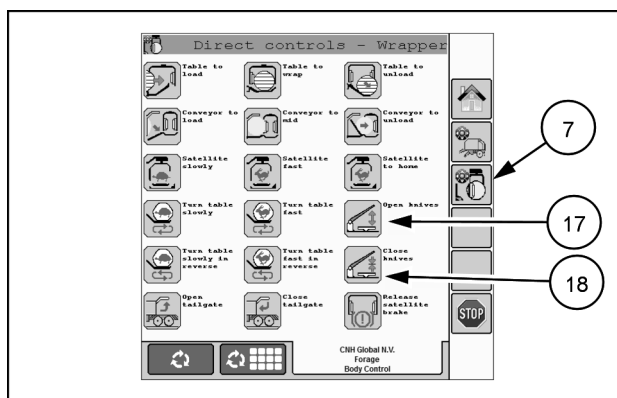 Direct controls - Wrapper
Table to
load
Table to
wrap
Table to
unload
Conveyor to
load
Conveyor to
mid
Conveyor to
unload
Satellite
slowly
Satellite
fast
Satellite
to home
Turn table
slowly
Turn table
fast
Open knives
Turn table
slowly in
reverse
Turn table
fast in
reverse
Close
knives
Open
tailgate
Close
tailgate
Release
satellite
brake
STOP
CNH Global N.V.
Forage
Body Control
7
17
18